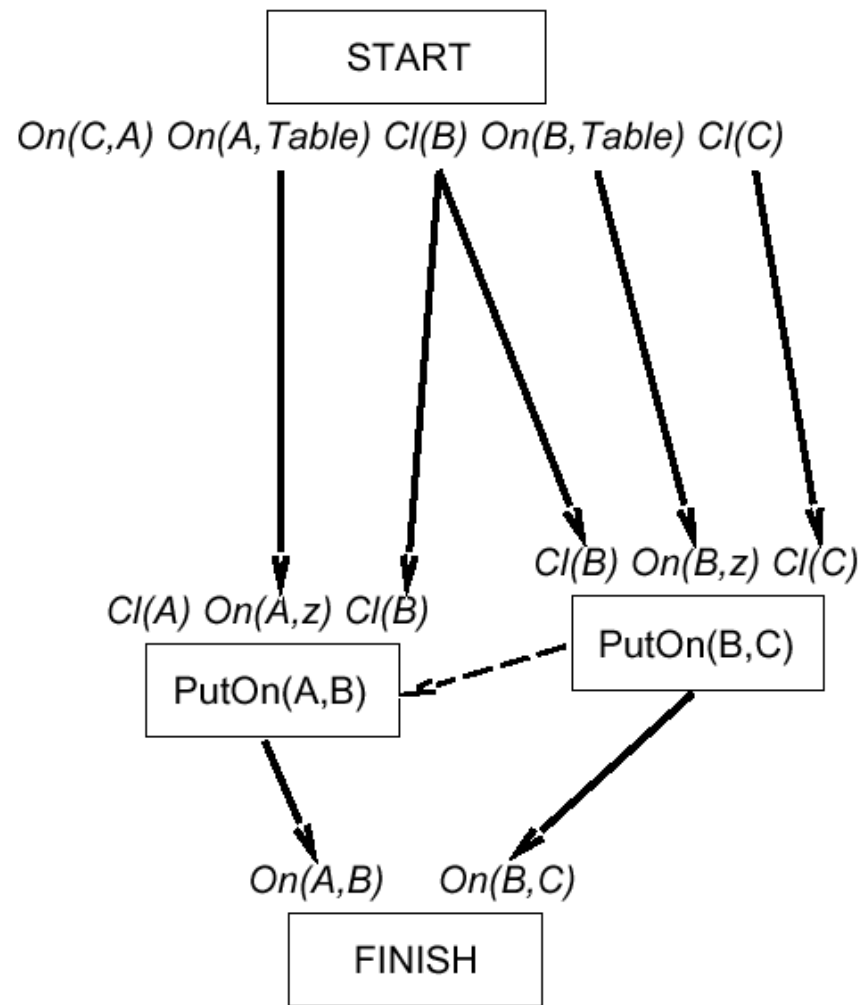 START
On(C,A) On(A,Table) Cl(B) On(B,Table) Cl(C)
Cl(B) On(B,z) Cl(C)
Cl(A) On(A,z) Cl(B)
PutOn(B,C)
PutOn(A,B)
On(A,B) On(B,C)
FINISH